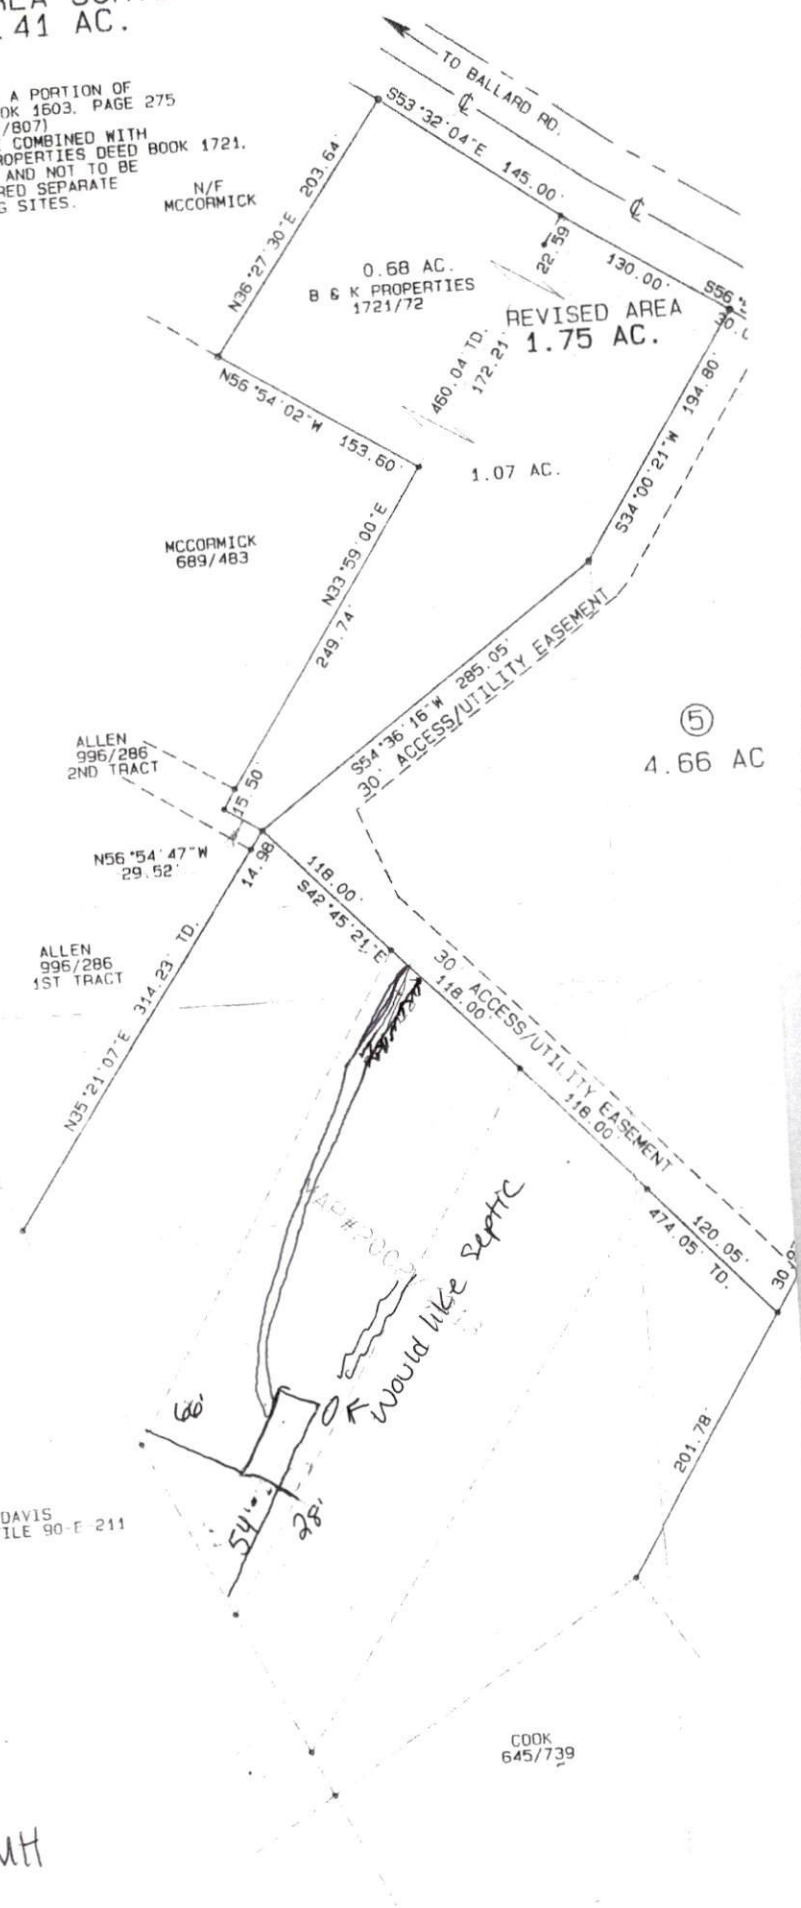 41 AC.
A PORTION OF
OK 1603, PAGE 275
/807)
COMBINED WITH
ROPERTIES DEED BOOK 1721,
AND NOT TO BE
RED SEPARATE
G SITES.
TO BALLARD RD.
S53°32'04"E 145.00'
N/F
MCCORMICK
N36°27'30"E 203.64'
22.59
130.00'
S56°
30.0
0.68 AC.
B & K PROPERTIES
1721/72
REVISED AREA
1.75 AC.
460.04 TD.
172.21'
S34°00'21"W 194.80'
N56°54'02"W 153.60'
1.07 AC.
MCCORMICK
689/483
N33°59'00"E
249.74'
S54°36'16"W 285.05'
30' ACCESS/UTILITY EASEMENT
5
4.66 AC
ALLEN
996/286
2ND TRACT
15.50'
N56°54'47"W
29.52'
14.98
118.00'
S42°45'21"E
ALLEN
996/286
1ST TRACT
N35°21'07"E 314.23' TD.
30' ACCESS/UTILITY EASEMENT
118.00'
118.00'
120.05'
474.05' TD.
201.78'
Would like septic
66'
54'
28'
DAVIS
ILE 90-E-211
COOK
645/739
MH